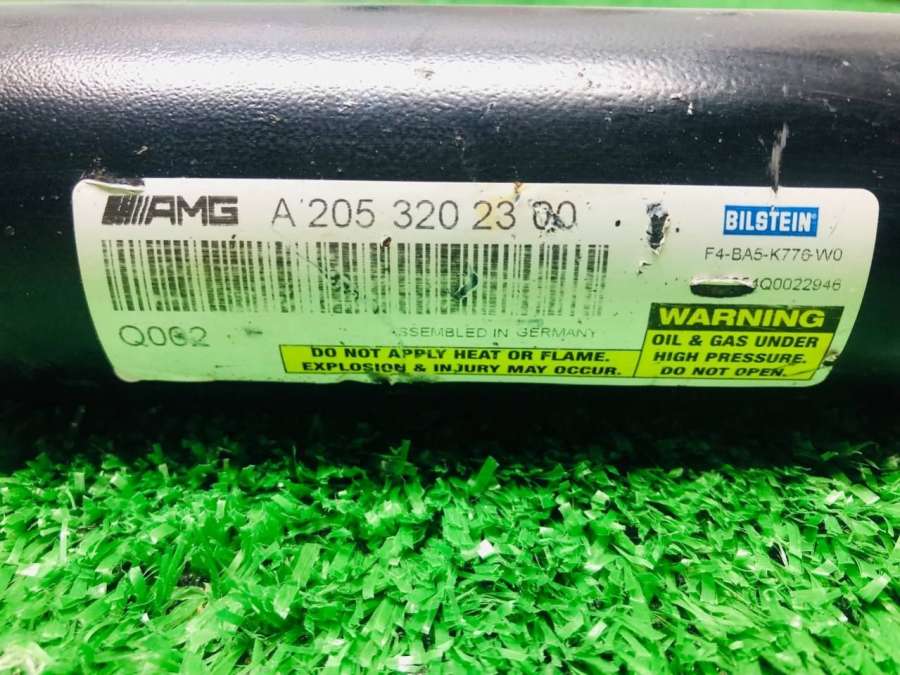 AMG A 205 320 23 00
BILSTEIN®
F4-BA5-K776-W0
Q0022946
Q002
ASSEMBLED IN GERMANY
WARNING
OIL & GAS UNDER
HIGH PRESSURE.
DO NOT OPEN.
DO NOT APPLY HEAT OR FLAME.
EXPLOSION & INJURY MAY OCCUR.